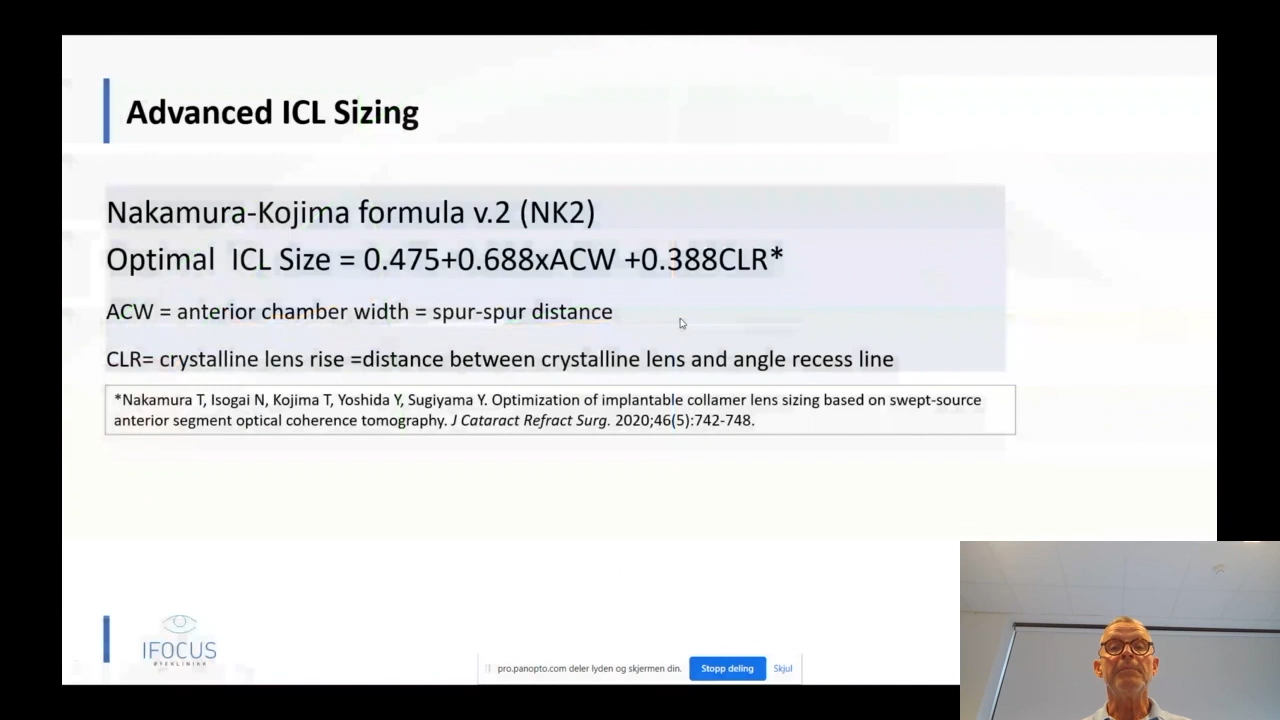 Advanced ICL Sizing
Nakamura-Kojima formula v.2 (NK2)
Optimal ICL Size = 0.475+0.688xACW +0.388CLR*
ACW = anterior chamber width = spur-spur distance
CLR= crystalline lens rise =distance between crystalline lens and angle recess line
*Nakamura T, Isogai N, Kojima T, Yoshida Y, Sugiyama Y. Optimization of implantable collamer lens sizing based on swept-source
anterior segment optical coherence tomography. J Cataract Refract Surg. 2020;46(5):742-748.
IFOCUS
ØYEKLINIKK
pro.panopto.com deler lyden og skjermen din. Stopp deling Skjul